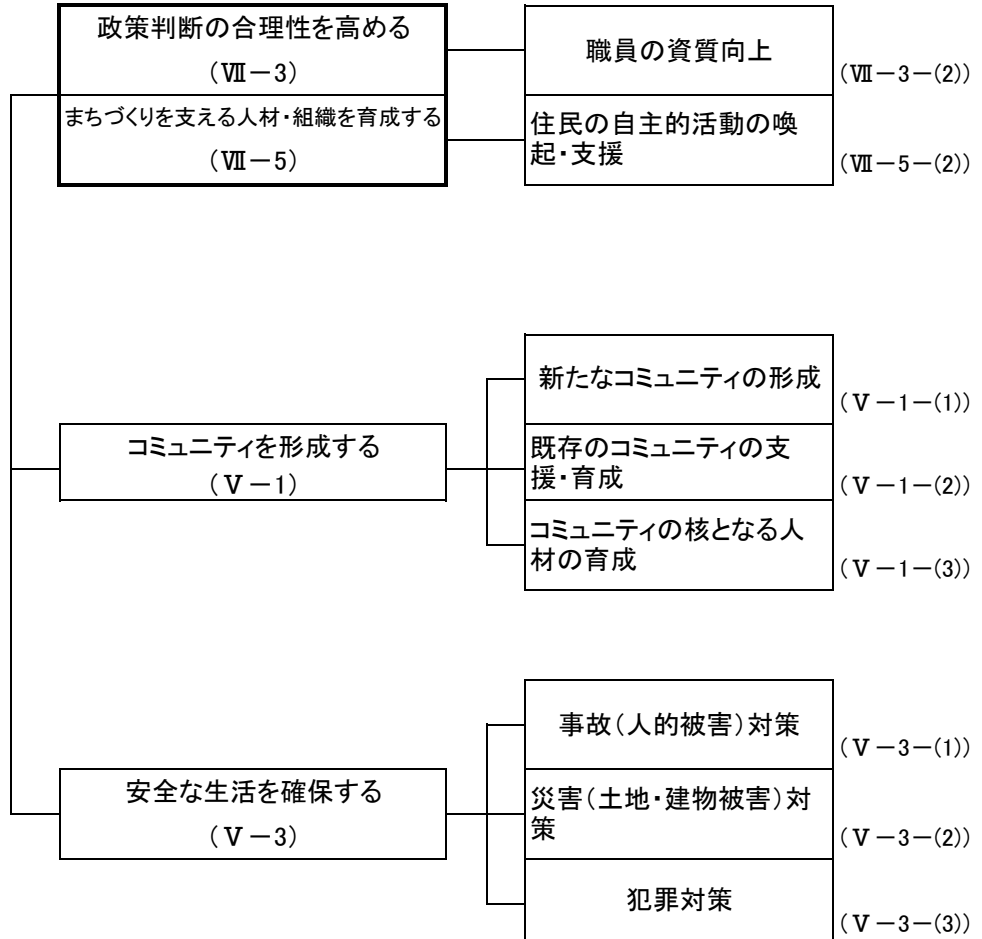 政策判断の合理性を高める
(Ⅶ－3)
職員の資質向上
(Ⅶ－3－(2))
まちづくりを支える人材・組織を育成する
(Ⅶ－5)
住民の自主的活動の喚
起・支援
(Ⅶ－5－(2))
新たなコミュニティの形成
(Ⅴ－1－(1))
コミュニティを形成する
(Ⅴ－1)
既存のコミュニティの支
援・育成
(Ⅴ－1－(2))
コミュニティの核となる人
材の育成
(Ⅴ－1－(3))
事故(人的被害)対策
(Ⅴ－3－(1))
安全な生活を確保する
(Ⅴ－3)
災害(土地・建物被害)対
策
(Ⅴ－3－(2))
犯罪対策
(Ⅴ－3－(3))